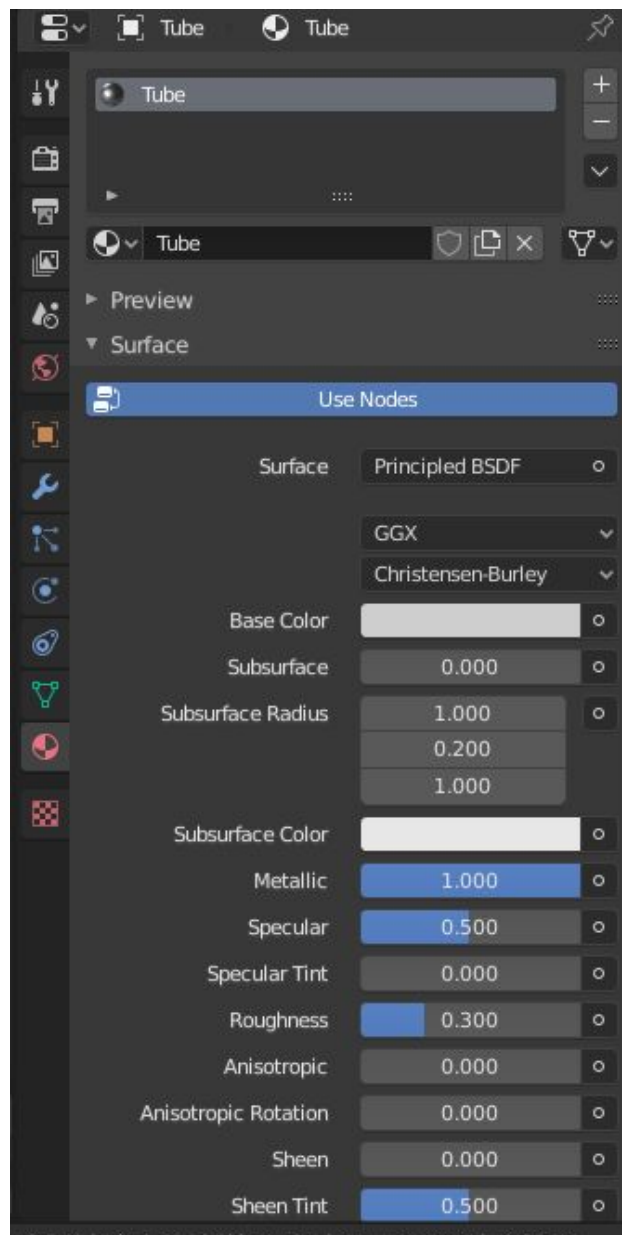 Tube Tube
Tube
Tube
Preview
Surface
Use Nodes
Surface Principled BSDF
GGX
Christensen-Burley
Base Color
Subsurface 0.000
Subsurface Radius 1.000
0.200
1.000
Subsurface Color
Metallic 1.000
Specular 0.500
Specular Tint 0.000
Roughness 0.300
Anisotropic 0.000
Anisotropic Rotation 0.000
Sheen 0.000
Sheen Tint 0.500